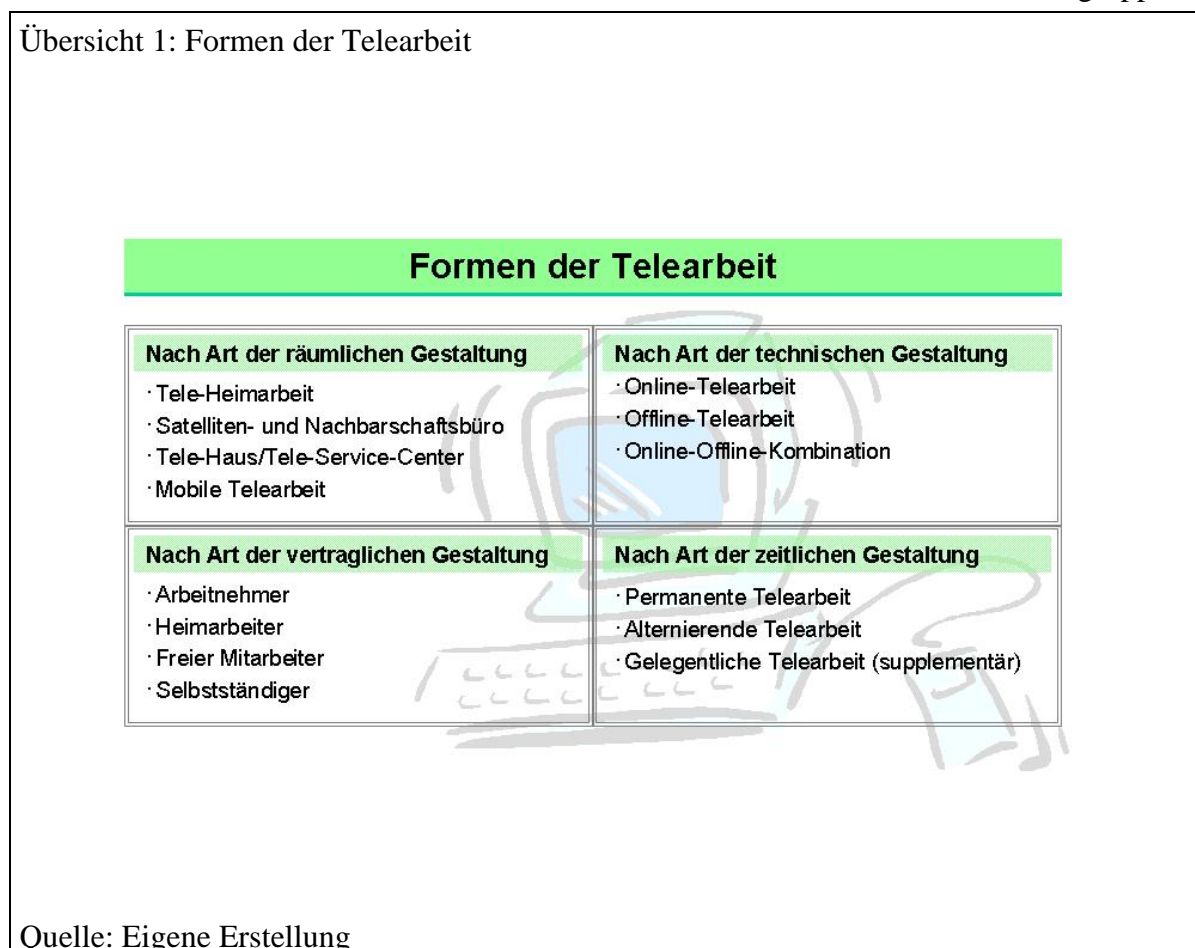 Übersicht 1: Formen der Telearbeit
Formen der Telearbeit
Nach Art der räumlichen Gestaltung
·Tele-Heimarbeit
·Satelliten- und Nachbarschaftsbüro
·Tele-Haus/Tele-Service-Center
·Mobile Telearbeit
Nach Art der technischen Gestaltung
·Online-Telearbeit
·Offline-Telearbeit
·Online-Offline-Kombination
Nach Art der vertraglichen Gestaltung
·Arbeitnehmer
·Heimarbeiter
·Freier Mitarbeiter
·Selbstständiger
Nach Art der zeitlichen Gestaltung
·Permanente Telearbeit
·Alternierende Telearbeit
·Gelegentliche Telearbeit (supplementär)
Quelle: Eigene Erstellung